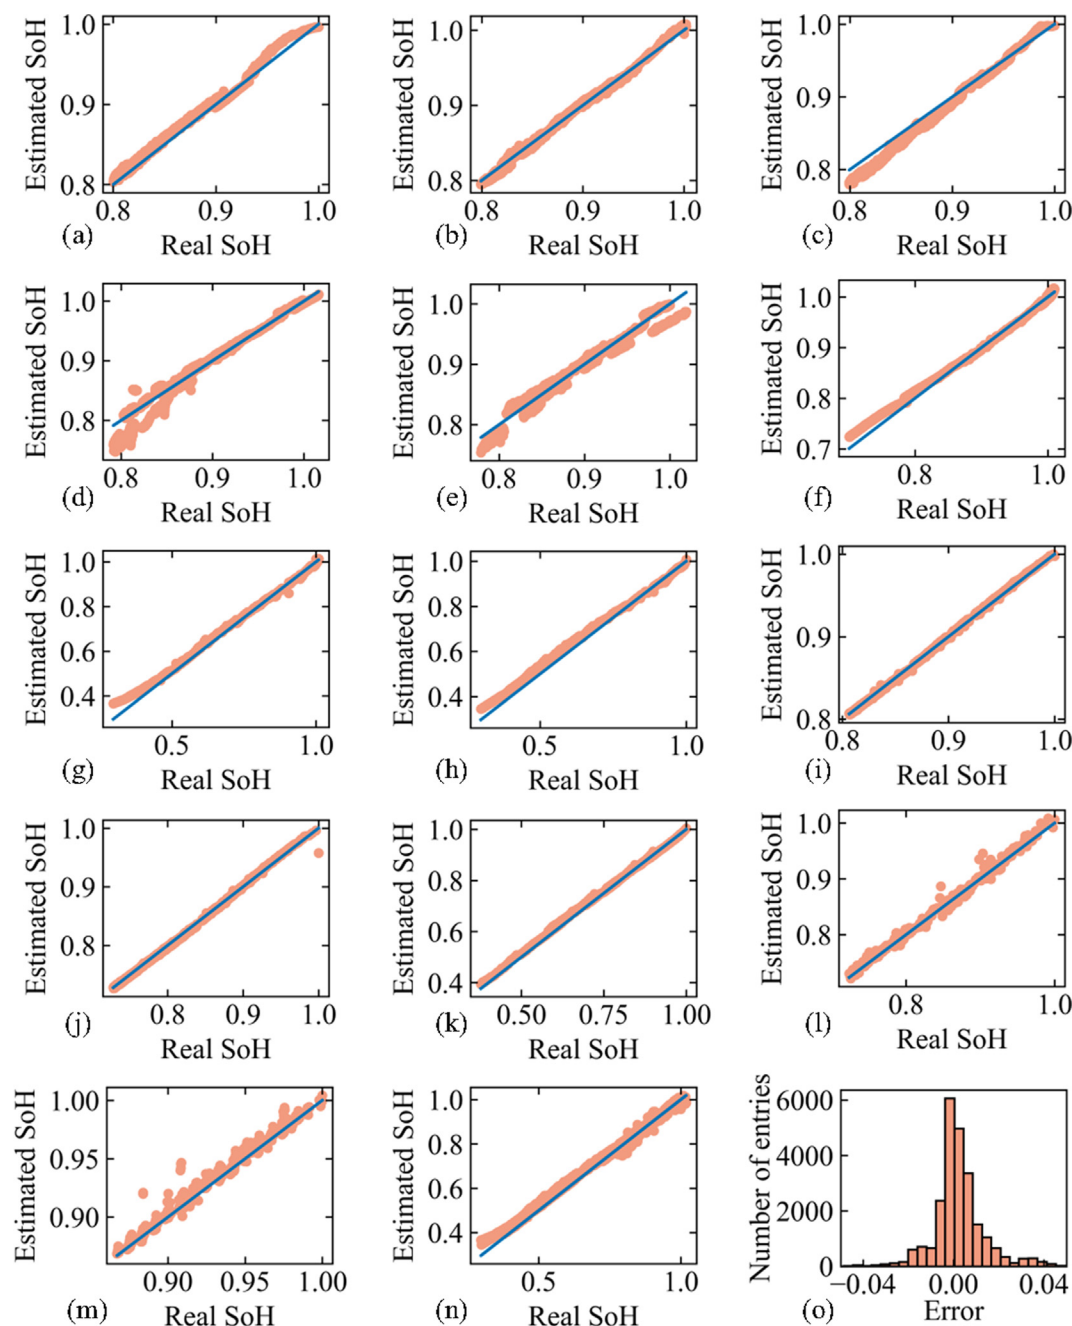 Estimated SoH
1.0
0.9
0.8
0.8 0.9 1.0
(a) Real SoH
Estimated SoH
1.0
0.9
0.8
0.8 0.9 1.0
(b) Real SoH
Estimated SoH
1.0
0.9
0.8
0.8 0.9 1.0
(c) Real SoH
Estimated SoH
1.0
0.9
0.8
0.8 0.9 1.0
(d) Real SoH
Estimated SoH
1.0
0.9
0.8
0.8 0.9 1.0
(e) Real SoH
Estimated SoH
1.0
0.9
0.8
0.7
0.8 1.0
(f) Real SoH
Estimated SoH
1.0
0.8
0.6
0.4
0.5 1.0
(g) Real SoH
Estimated SoH
1.0
0.8
0.6
0.4
0.5 1.0
(h) Real SoH
Estimated SoH
1.0
0.9
0.8
0.8 0.9 1.0
(i) Real SoH
Estimated SoH
1.0
0.9
0.8
0.8 0.9 1.0
(j) Real SoH
Estimated SoH
1.0
0.8
0.6
0.4
0.50 0.75 1.00
(k) Real SoH
Estimated SoH
1.0
0.9
0.8
0.8 1.0
(l) Real SoH
Estimated SoH
1.00
0.95
0.90
0.90 0.95 1.00
(m) Real SoH
Estimated SoH
1.0
0.8
0.6
0.4
0.5 1.0
(n) Real SoH
Number of entries
6000
4000
2000
0
−0.04 0.00 0.04
(o) Error